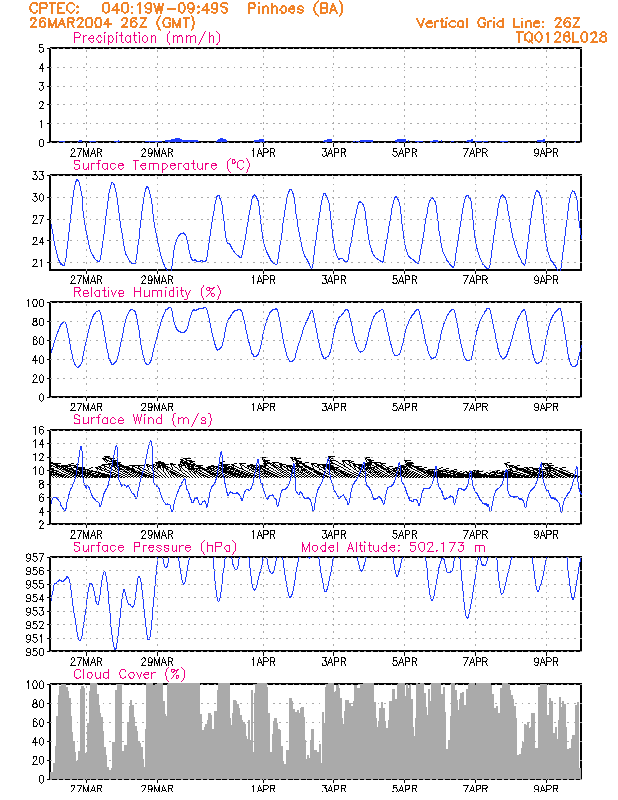 CPTEC: 040:19W-09:49S Pinhoes (BA)
26MAR2004 26Z (GMT) Vertical Grid Line: 26Z
Precipitation (mm/h) TQ0126L028
5
4
3
2
1
0
27MAR 29MAR 1APR 3APR 5APR 7APR 9APR
Surface Temperature (ºC)
33
30
27
24
21
27MAR 29MAR 1APR 3APR 5APR 7APR 9APR
Relative Humidity (%)
100
80
60
40
20
0
27MAR 29MAR 1APR 3APR 5APR 7APR 9APR
Surface Wind (m/s)
16
14
12
10
8
6
4
2
27MAR 29MAR 1APR 3APR 5APR 7APR 9APR
Surface Pressure (hPa) Model Altitude: 502.173 m
957
956
955
954
953
952
951
950
27MAR 29MAR 1APR 3APR 5APR 7APR 9APR
Cloud Cover (%)
100
80
60
40
20
0
27MAR 29MAR 1APR 3APR 5APR 7APR 9APR